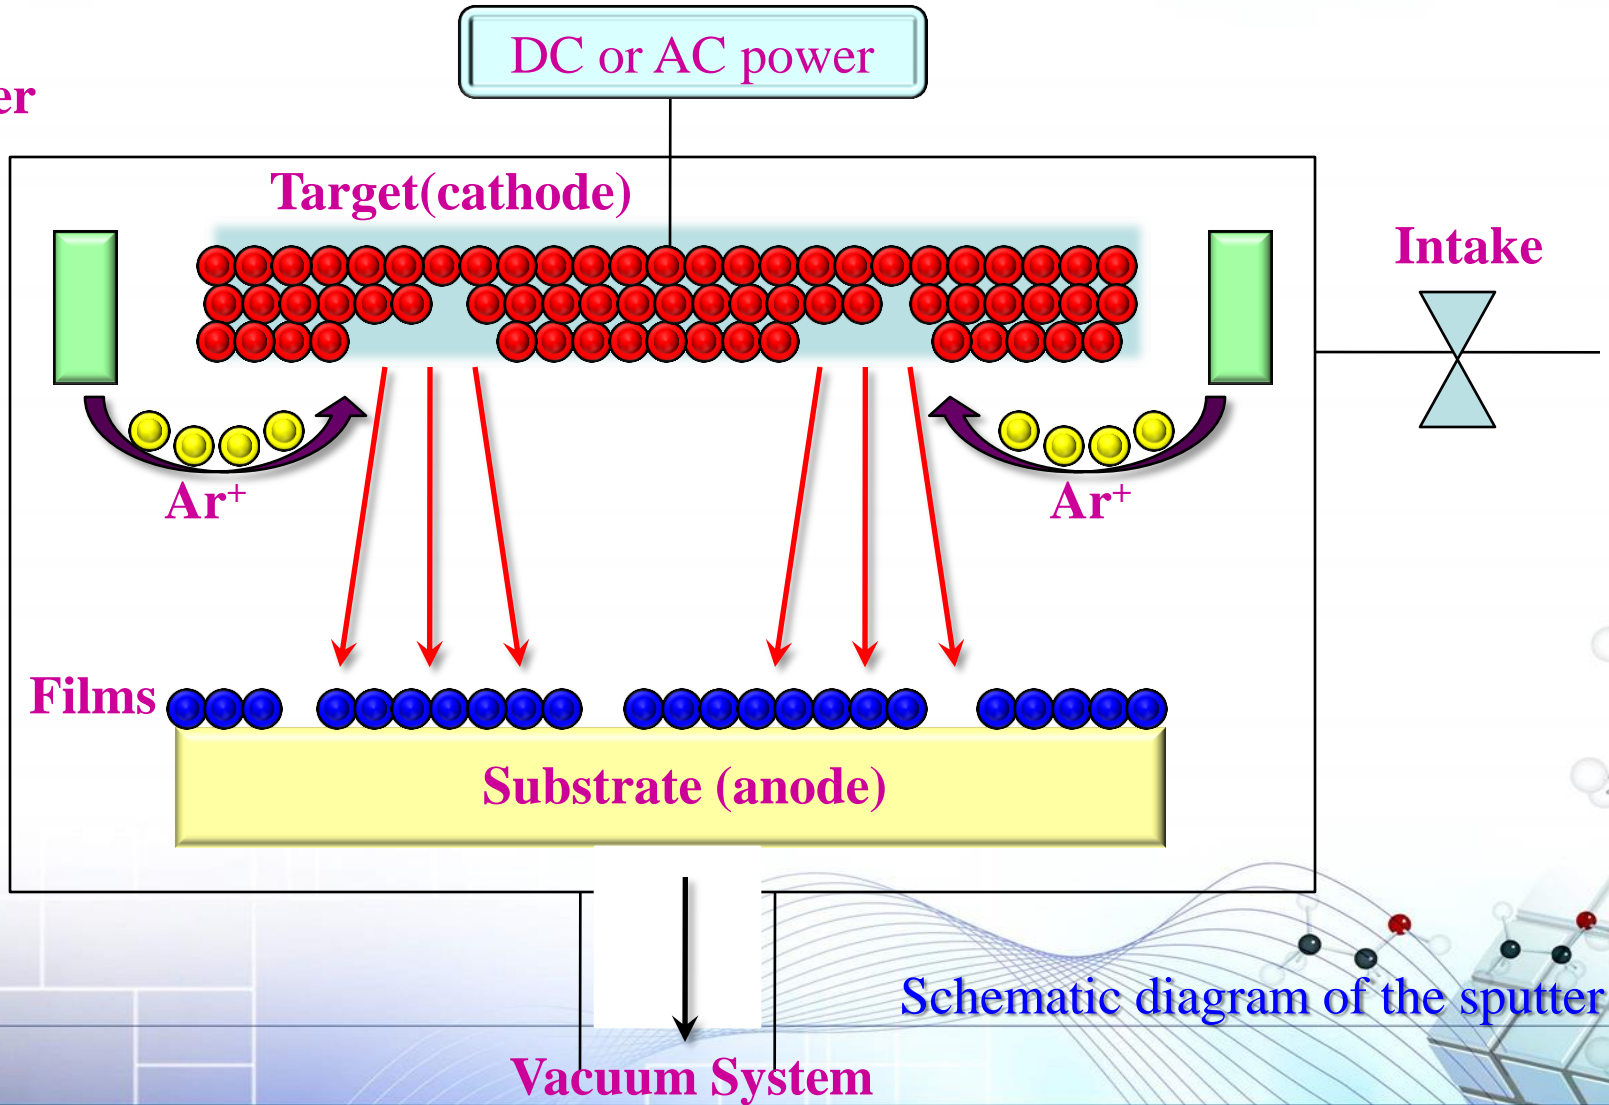 DC or AC power
er
Target(cathode)
Intake
Ar⁺
Ar⁺
Films
Substrate (anode)
Schematic diagram of the sputter
Vacuum System